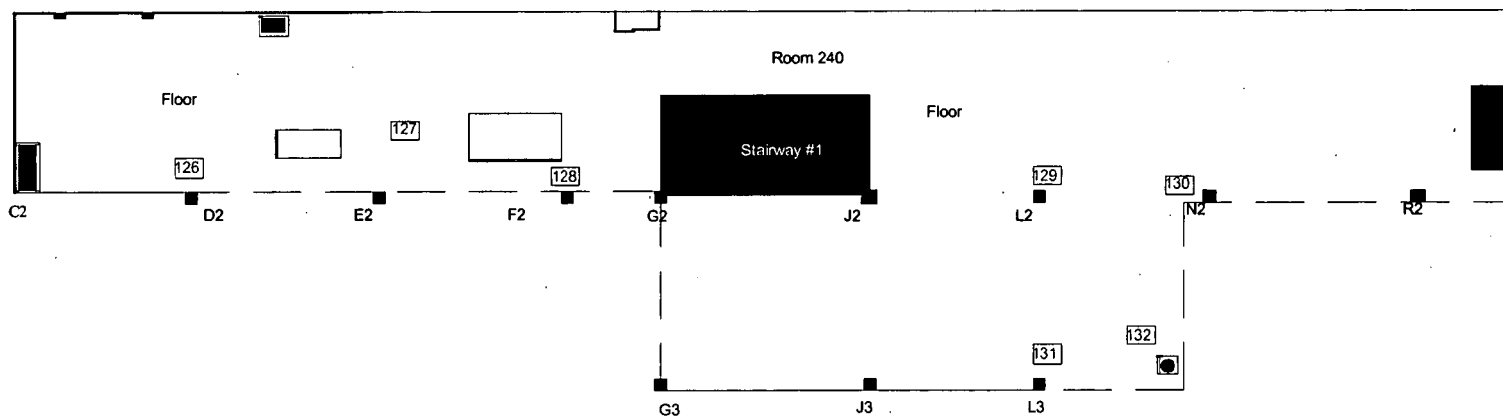 Room 240
Floor
Floor
127
Stairway #1
126
128
129
130
C2
D2
E2
F2
G2
J2
L2
N2
R2
132
131
G3
J3
L3